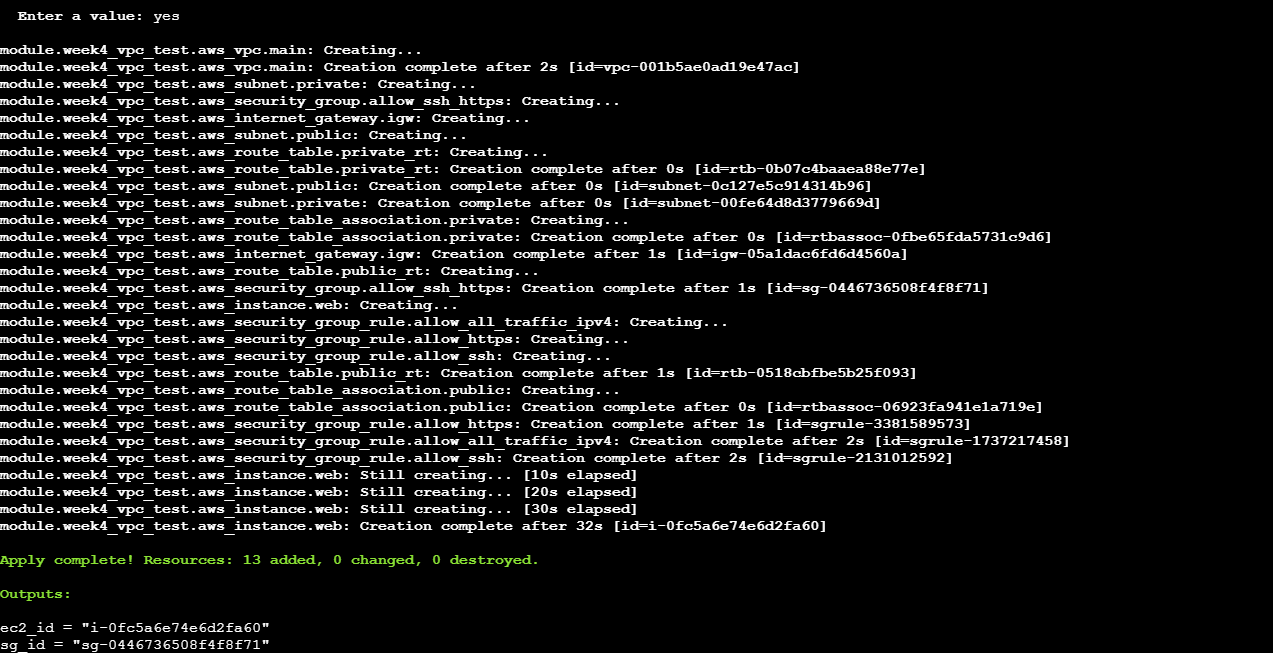 Enter a value: yes
module.week4_vpc_test.aws_vpc.main: Creating...
module.week4_vpc_test.aws_vpc.main: Creation complete after 2s [id=vpc-001b5ae0ad19e47ac]
module.week4_vpc_test.aws_subnet.private: Creating...
module.week4_vpc_test.aws_security_group.allow_ssh_https: Creating...
module.week4_vpc_test.aws_internet_gateway.igw: Creating...
module.week4_vpc_test.aws_subnet.public: Creating...
module.week4_vpc_test.aws_route_table.private_rt: Creating...
module.week4_vpc_test.aws_route_table.private_rt: Creation complete after 0s [id=rtb-0b07c4baaea88e77e]
module.week4_vpc_test.aws_subnet.public: Creation complete after 0s [id=subnet-0c127e5c914314b96]
module.week4_vpc_test.aws_subnet.private: Creation complete after 0s [id=subnet-00fe64d8d3779669d]
module.week4_vpc_test.aws_route_table_association.private: Creating...
module.week4_vpc_test.aws_route_table_association.private: Creation complete after 0s [id=rtbassoc-0fbe65fda5731c9d6]
module.week4_vpc_test.aws_internet_gateway.igw: Creation complete after 1s [id=igw-05a1dac6fd6d4560a]
module.week4_vpc_test.aws_route_table.public_rt: Creating...
module.week4_vpc_test.aws_security_group.allow_ssh_https: Creation complete after 1s [id=sg-0446736508f4f8f71]
module.week4_vpc_test.aws_instance.web: Creating...
module.week4_vpc_test.aws_security_group_rule.allow_all_traffic_ipv4: Creating...
module.week4_vpc_test.aws_security_group_rule.allow_https: Creating...
module.week4_vpc_test.aws_security_group_rule.allow_ssh: Creating...
module.week4_vpc_test.aws_route_table.public_rt: Creation complete after 1s [id=rtb-0518cbfbe5b25f093]
module.week4_vpc_test.aws_route_table_association.public: Creating...
module.week4_vpc_test.aws_route_table_association.public: Creation complete after 0s [id=rtbassoc-06923fa941e1a719e]
module.week4_vpc_test.aws_security_group_rule.allow_https: Creation complete after 1s [id=sgrule-3381589573]
module.week4_vpc_test.aws_security_group_rule.allow_all_traffic_ipv4: Creation complete after 2s [id=sgrule-1737217458]
module.week4_vpc_test.aws_security_group_rule.allow_ssh: Creation complete after 2s [id=sgrule-2131012592]
module.week4_vpc_test.aws_instance.web: Still creating... [10s elapsed]
module.week4_vpc_test.aws_instance.web: Still creating... [20s elapsed]
module.week4_vpc_test.aws_instance.web: Still creating... [30s elapsed]
module.week4_vpc_test.aws_instance.web: Creation complete after 32s [id=i-0fc5a6e74e6d2fa60]
Apply complete! Resources: 13 added, 0 changed, 0 destroyed.
Outputs:
ec2_id = "i-0fc5a6e74e6d2fa60"
sg_id = "sg-0446736508f4f8f71"